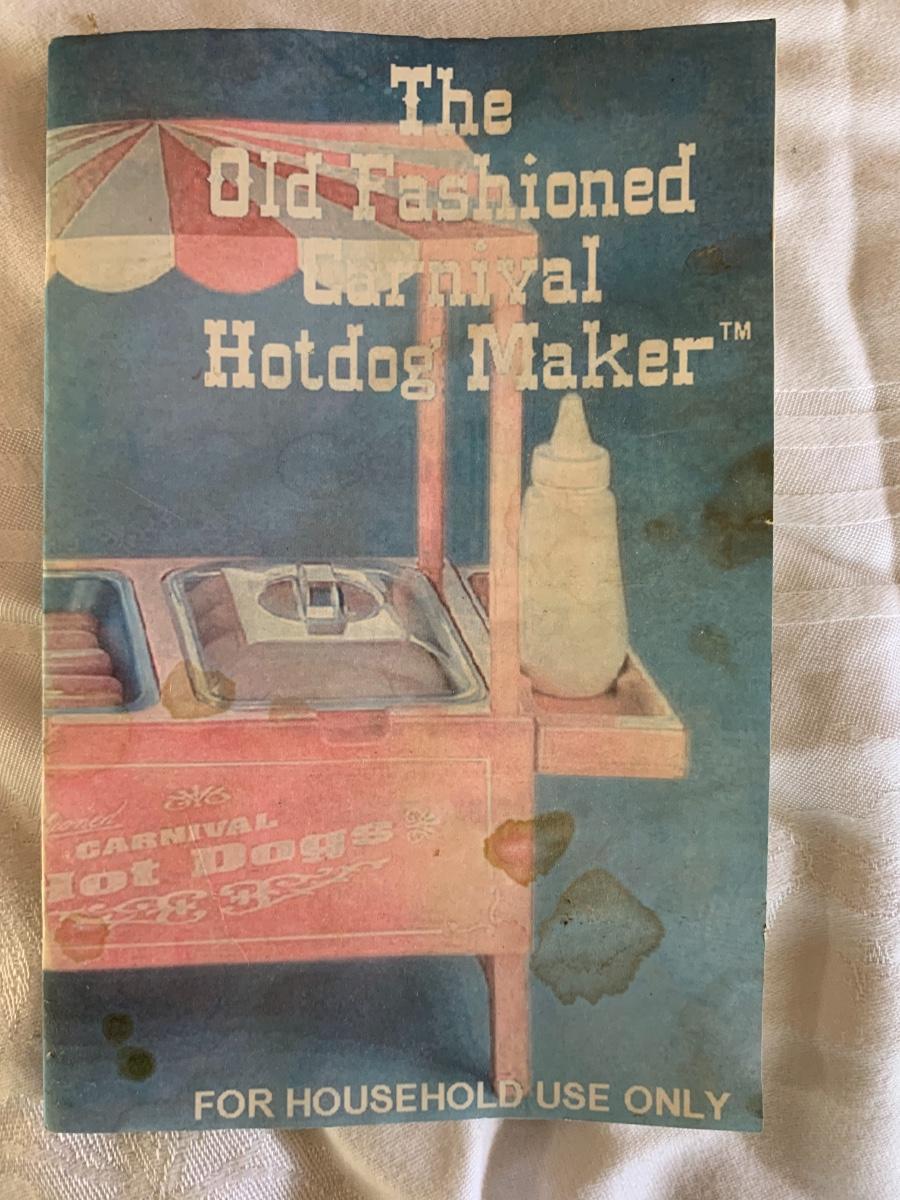 The
Old Fashioned
Carnival
Hotdog Maker™
CARNIVAL
Hot Dogs
FOR HOUSEHOLD USE ONLY